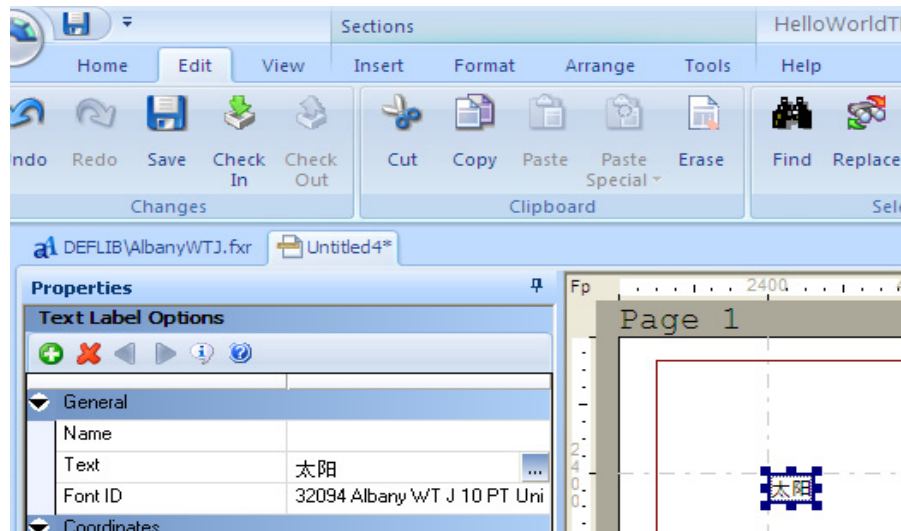 Sections
HelloWorldT
Home Edit View Insert Format Arrange Tools Help
ndo Redo Save Check In Check Out Cut Copy Paste Paste Special Erase Find Replace
Changes Clipboard Sele
DEFLIB\AlbanyWTJ.fxr Untitled4*
Properties
Fp 2400
Text Label Options
Page 1
General
Name
Text 太阳 ...
Font ID 32094 Albany WT J 10 PT Uni
2400
太阳
Coordinates